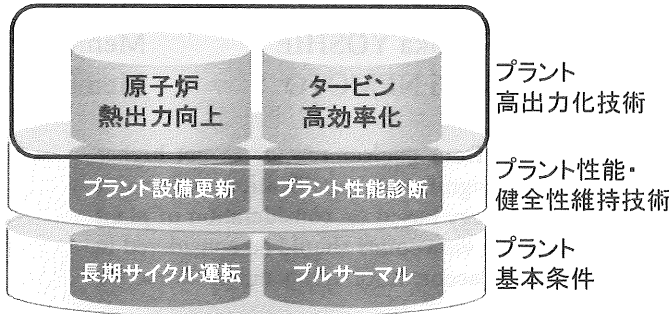 原子炉
熱出力向上
タービン
高効率化
プラント
高出力化技術
プラント設備更新
プラント性能診断
プラント性能・
健全性維持技術
長期サイクル運転
プルサーマル
プラント
基本条件